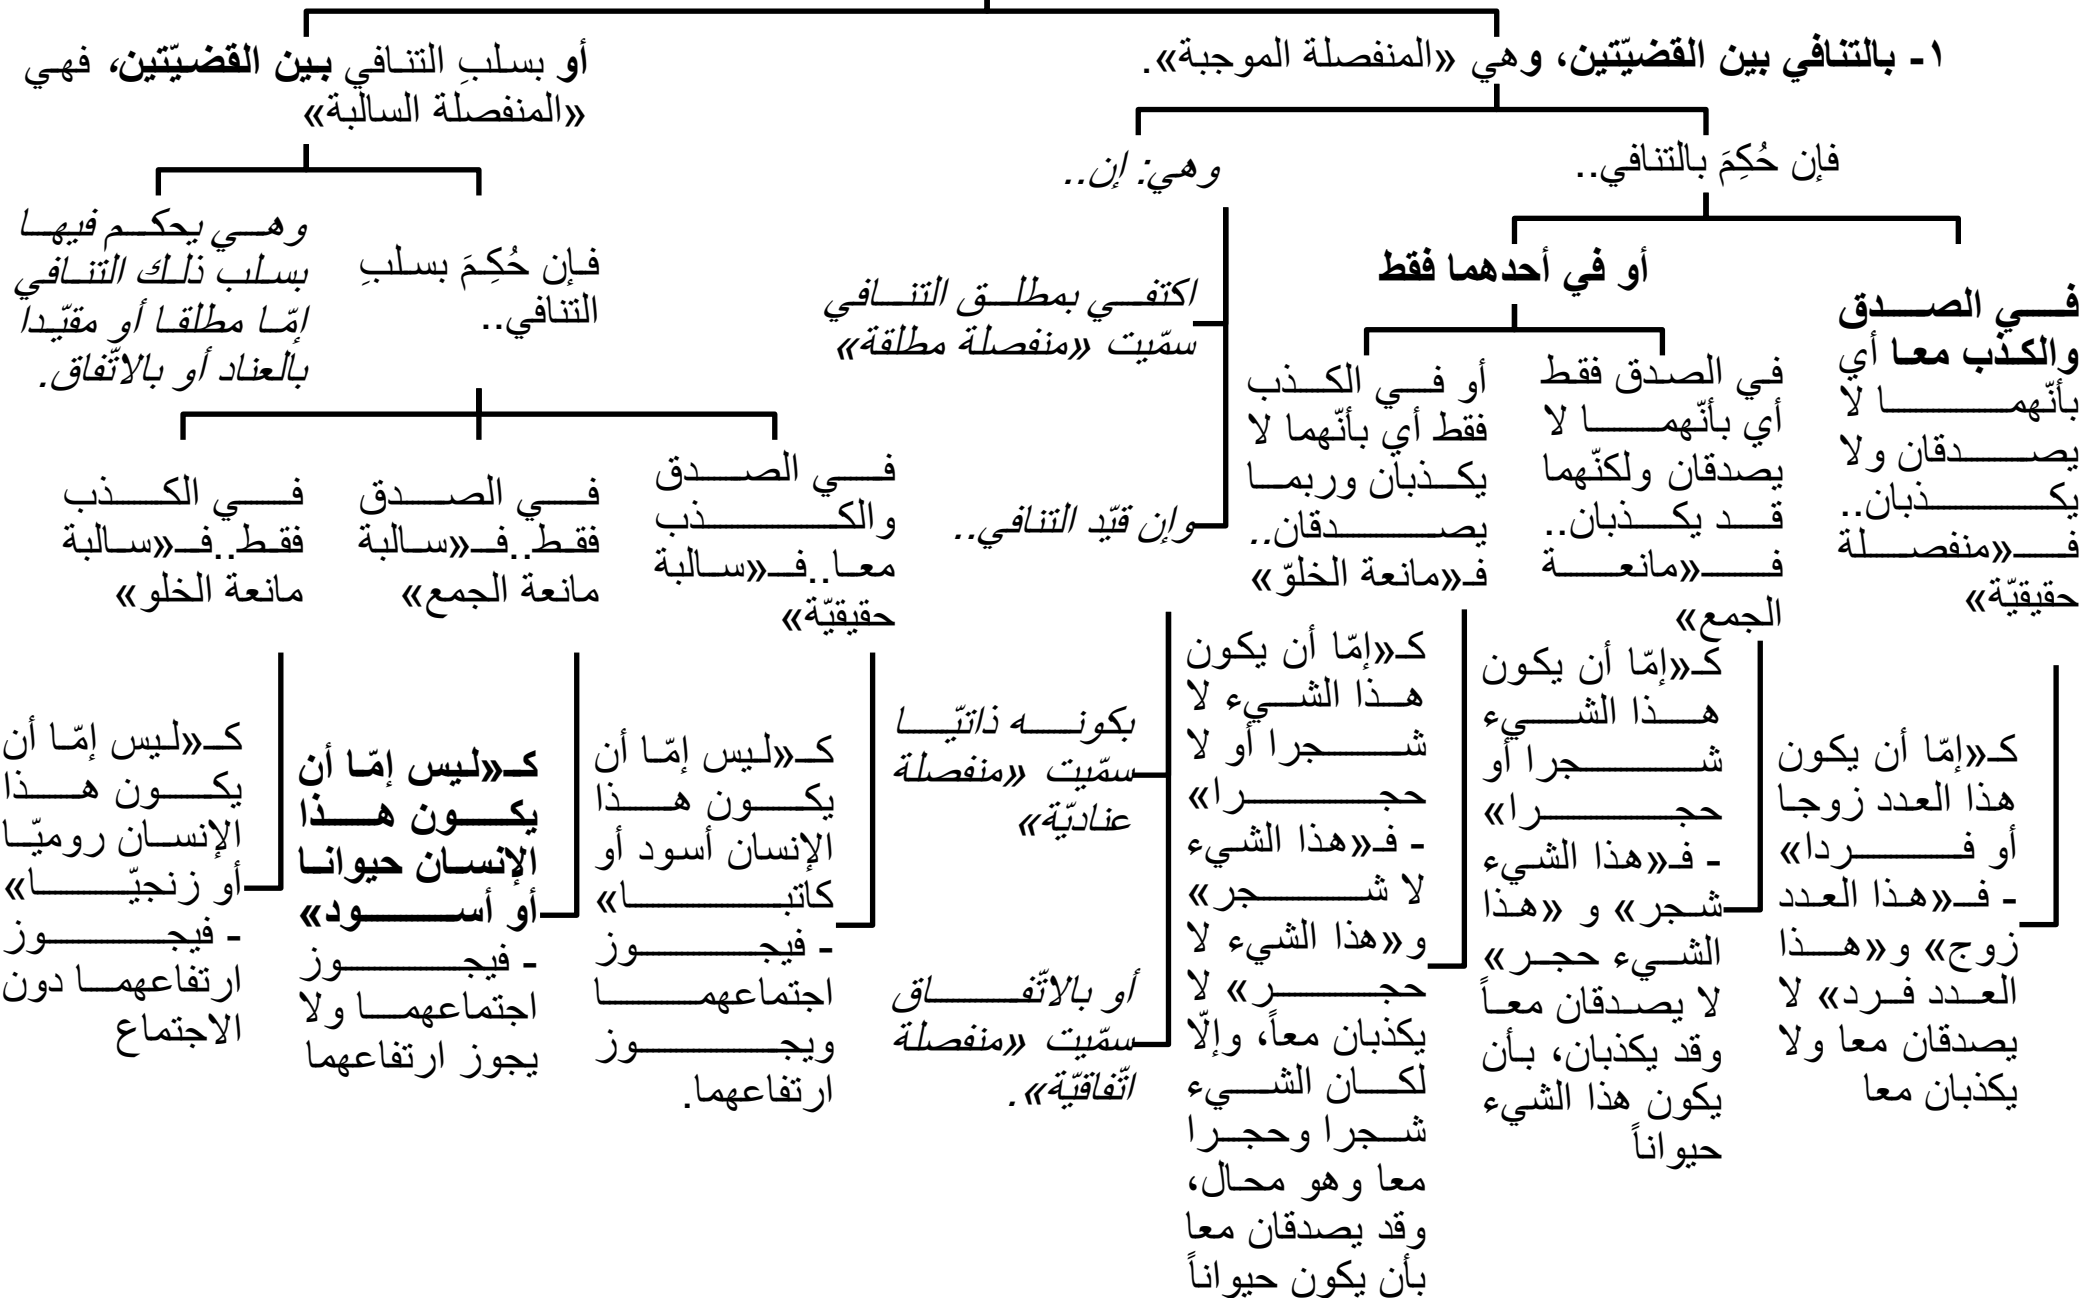 ١- بالتنافي بين القضيّتين، وهي «المنفصلة الموجبة».
فإن حُكِمَ بالتنافي..
في الصدق
والكذب معا أي
بأنّهما لا
يصدقان ولا
يكذبان..
فـ«منفصلة
حقيقيّة»
كـ«إمّا أن يكون
هذا العدد زوجا
أو فردا»
- فـ«هذا العدد
زوج» و«هذا
العدد فرد» لا
يصدقان معا ولا
يكذبان معا
أو في أحدهما فقط
في الصدق فقط
أي بأنّهما لا
يصدقان ولكنّهما
قد يكذبان..
فـ«مانعة
الجمع»
كـ«إمّا أن يكون
هذا الشيء
شجرا أو
حجرا»
- فـ«هذا الشيء
شجر» و «هذا
الشيء حجر»
لا يصدقان معاً
وقد يكذبان، بأن
يكون هذا الشيء
حيواناً
أو في الكذب
فقط أي بأنّهما لا
يكذبان وربما
يصدقان..
فـ«مانعة الخلوّ»
كـ«إمّا أن يكون
هذا الشيء لا
شجرا أو لا
حجرا»
- فـ«هذا الشيء
لا شجر»
و«هذا الشيء لا
حجر» لا
يكذبان معاً، وإلّا
لكان الشيء
شجرا وحجرا
معا وهو محال،
وقد يصدقان معا
بأن يكون حيواناً
وهي: إن..
اكتفي بمطلق التنافي
سمّيت «منفصلة مطلقة»
وإن قيّد التنافي..
بكونه ذاتيّا
سمّيت «منفصلة
عناديّة»
أو بالاتّفاق
سمّيت «منفصلة
اتّفاقيّة».
أو بسلبِ التنافي بين القضيّتين، فهي
«المنفصلة السالبة»
فإن حُكِمَ بسلبِ
التنافي..
في الصدق
والكذب
معا..فـ«سالبة
حقيقيّة»
كـ«ليس إمّا أن
يكون هذا
الإنسان أسود أو
كاتبا»
- فيجوز
اجتماعهما
ويجوز
ارتفاعهما.
في الصدق
فقط..فـ«سالبة
مانعة الجمع»
كـ«ليس إمّا أن
يكون هذا
الإنسان حيوانا
أو أسود»
- فيجوز
اجتماعهما ولا
يجوز ارتفاعهما
في الكذب
فقط..فـ«سالبة
مانعة الخلو»
كـ«ليس إمّا أن
يكون هذا
الإنسان روميّا
أو زنجيّا»
- فيجوز
ارتفاعهما دون
الاجتماع
وهي يحكم فيها
بسلب ذلك التنافي
إمّا مطلقا أو مقيّدا
بالعناد أو بالاتّفاق.